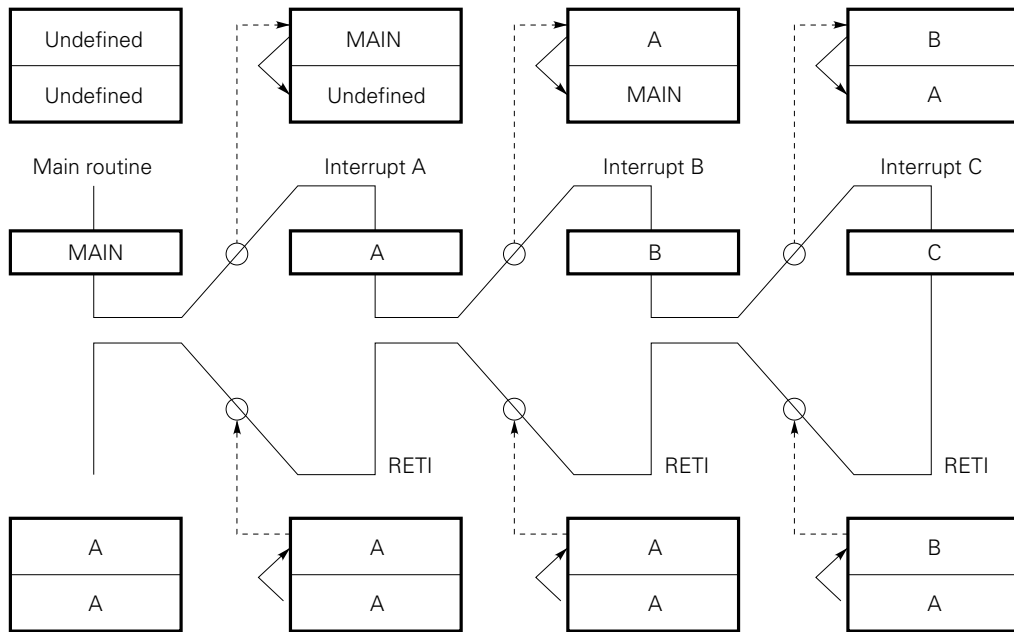 Undefined MAIN A B
Undefined Undefined MAIN A
Main routine Interrupt A Interrupt B Interrupt C
MAIN A B C
RETI RETI RETI
A A A B
A A A A